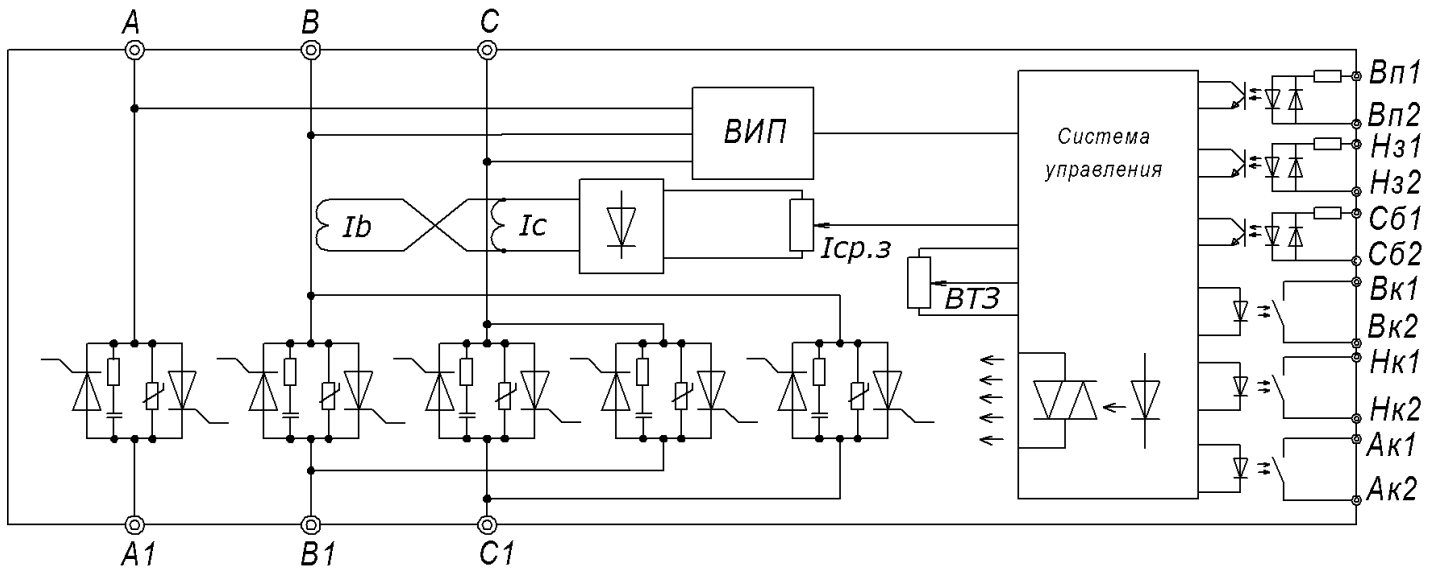 A
B
C
Вп1
Вп2
ВИП
Система
управления
Нз1
Нз2
Ib
Ic
Iср.з
Сб1
Сб2
ВТЗ
Вк1
Вк2
Нк1
Нк2
Ак1
Ак2
A1
B1
C1